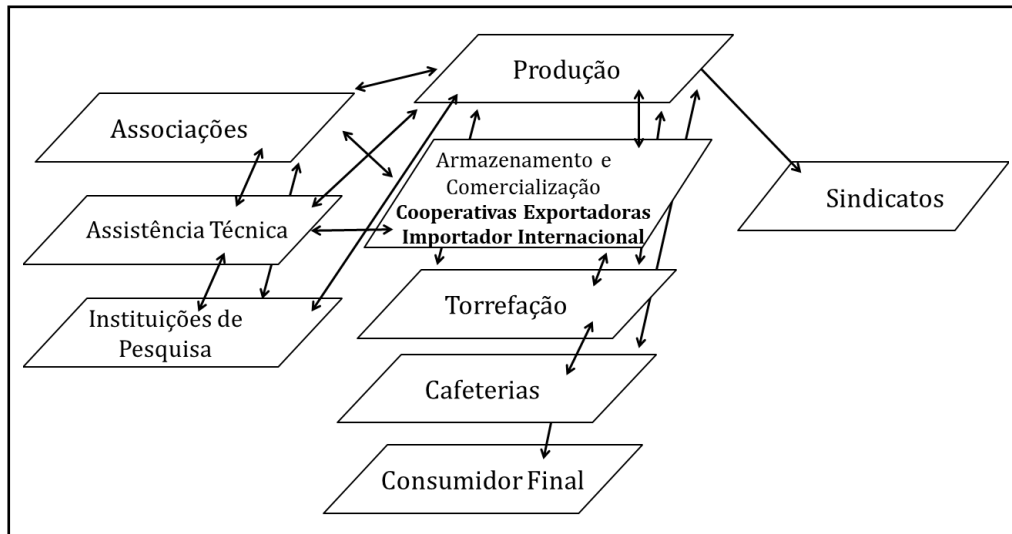 Produção
Associações
Armazenamento e
Comercialização
Cooperativas Exportadoras
Importador Internacional
Sindicatos
Assistência Técnica
Instituições de
Pesquisa
Torrefação
Cafeterias
Consumidor Final